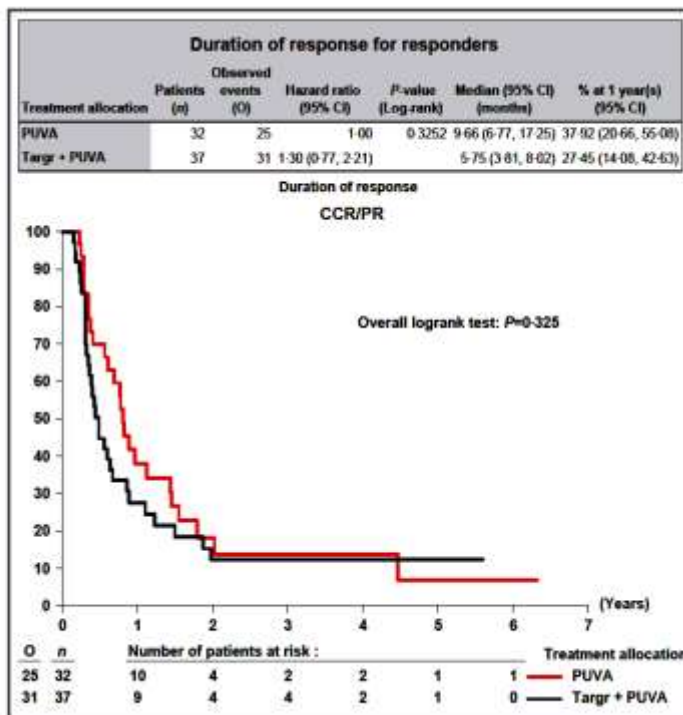 Duration of response for responders
Treatment allocation Patients (n) Observed events (O) Hazard ratio (95% CI) P-value (Log-rank) Median (95% CI) (months) % at 1 year(s) (95% CI)
PUVA 32 25 1·00 0·3252 9·66 (6·77, 17·25) 37·92 (20·66, 55·08)
Targr + PUVA 37 31 1·30 (0·77, 2·21) 5·75 (3·81, 8·02) 27·45 (14·08, 42·63)
Duration of response
CCR/PR
100
90
80
70
60
50
40
30
20
10
0
Overall logrank test: P=0·325
0 1 2 3 4 5 6 7 (Years)
O n Number of patients at risk : Treatment allocation
25 32 10 4 2 2 1 1 PUVA
31 37 9 4 4 2 1 0 Targr + PUVA